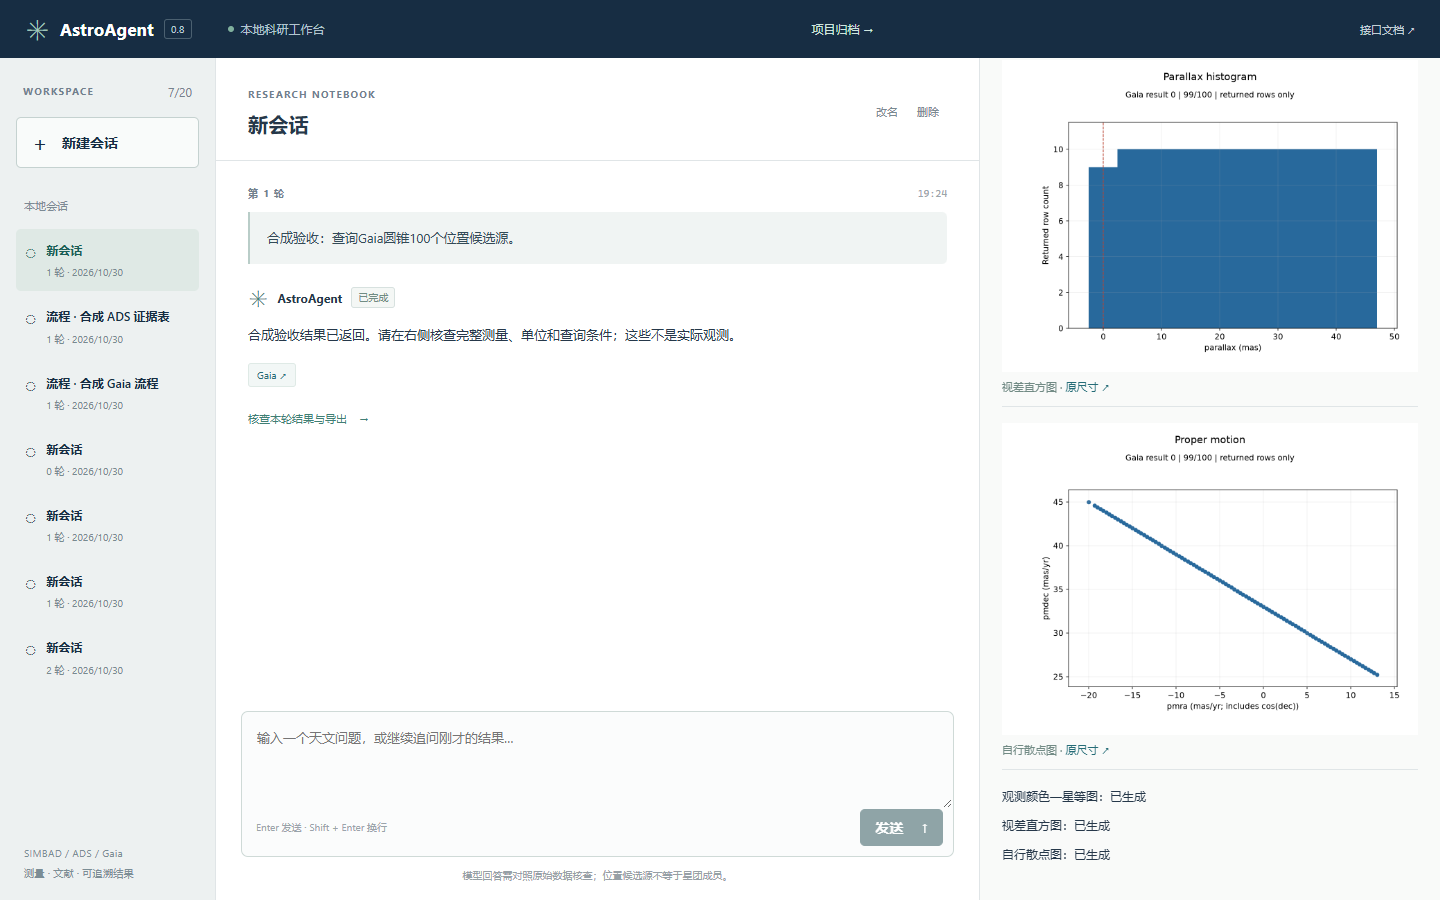 AstroAgent 0.8
本地科研工作台
项目归档 →
接口文档 ↗
WORKSPACE 7/20
+ 新建会话
本地会话
新会话
1 轮 · 2026/10/30
流程 · 合成 ADS 证据表
1 轮 · 2026/10/30
流程 · 合成 Gaia 流程
1 轮 · 2026/10/30
新会话
0 轮 · 2026/10/30
新会话
1 轮 · 2026/10/30
新会话
1 轮 · 2026/10/30
新会话
2 轮 · 2026/10/30
SIMBAD / ADS / Gaia
测量 · 文献 · 可追溯结果
RESEARCH NOTEBOOK
新会话
改名 删除
第 1 轮 19:24
合成验收：查询Gaia圆锥100个位置候选源。
AstroAgent 已完成
合成验收结果已返回。请在右侧核查完整测量、单位和查询条件；这些不是实际观测。
Gaia ↗
核查本轮结果与导出 →
输入一个天文问题，或继续追问刚才的结果...
Enter 发送 · Shift + Enter 换行
发送 ↑
模型回答需对照原始数据核查；位置候选源不等于星团成员。
Parallax histogram
Gaia result 0 | 99/100 | returned rows only
Returned row count
10
8
6
4
2
0
0 10 20 30 40 50
parallax (mas)
视差直方图 · 原尺寸 ↗
Proper motion
Gaia result 0 | 99/100 | returned rows only
pmdec (mas/yr)
45
40
35
30
25
−20 −15 −10 −5 0 5 10 15
pmra (mas/yr; includes cos(dec))
自行散点图 · 原尺寸 ↗
观测颜色—星等图：已生成
视差直方图：已生成
自行散点图：已生成